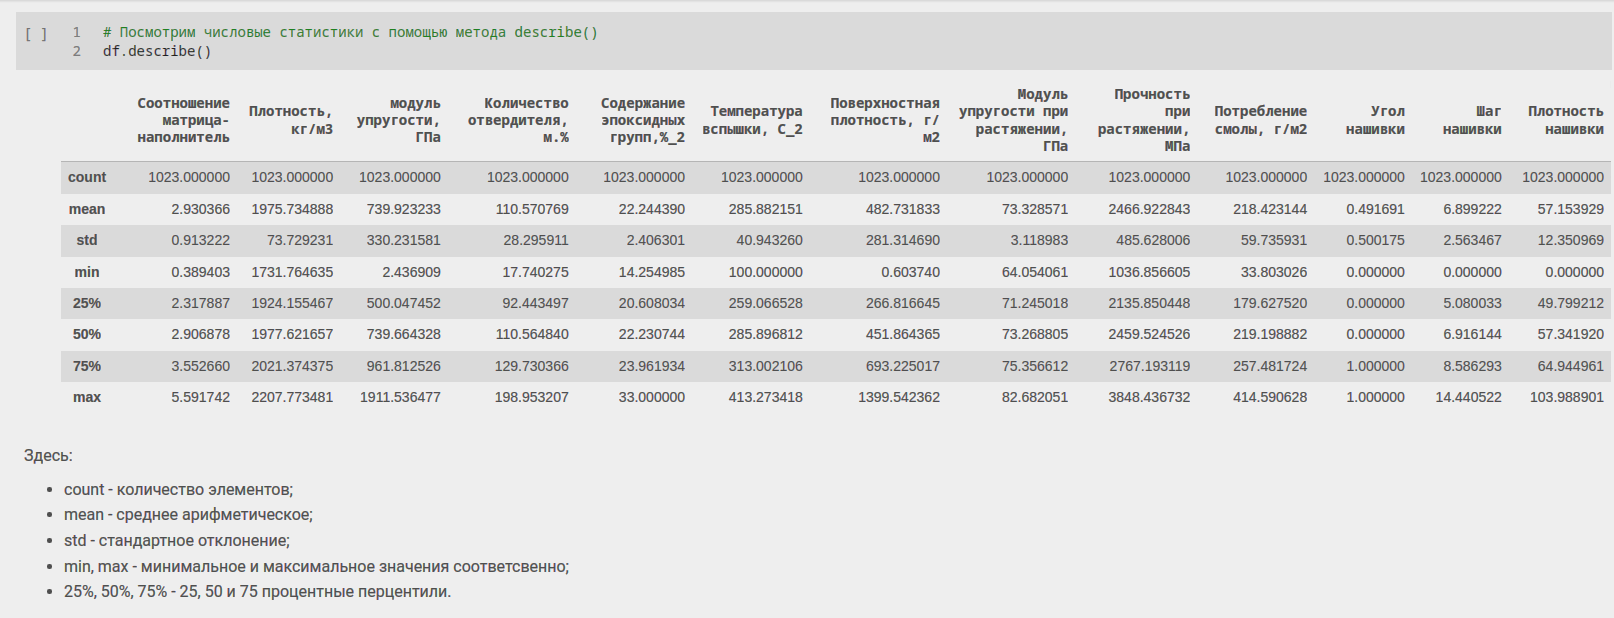 [ ] 1 # Посмотрим числовые статистики с помощью метода describe()
2 df.describe()
Соотношение матрица-наполнитель Плотность, кг/м3 модуль упругости, ГПа Количество отвердителя, м.% Содержание эпоксидных групп,%_2 Температура вспышки, С_2 Поверхностная плотность, г/м2 Модуль упругости при растяжении, ГПа Прочность при растяжении, МПа Потребление смолы, г/м2 Угол нашивки Шаг нашивки Плотность нашивки
count 1023.000000 1023.000000 1023.000000 1023.000000 1023.000000 1023.000000 1023.000000 1023.000000 1023.000000 1023.000000 1023.000000 1023.000000 1023.000000
mean 2.930366 1975.734888 739.923233 110.570769 22.244390 285.882151 482.731833 73.328571 2466.922843 218.423144 0.491691 6.899222 57.153929
std 0.913222 73.729231 330.231581 28.295911 2.406301 40.943260 281.314690 3.118983 485.628006 59.735931 0.500175 2.563467 12.350969
min 0.389403 1731.764635 2.436909 17.740275 14.254985 100.000000 0.603740 64.054061 1036.856605 33.803026 0.000000 0.000000 0.000000
25% 2.317887 1924.155467 500.047452 92.443497 20.608034 259.066528 266.816645 71.245018 2135.850448 179.627520 0.000000 5.080033 49.799212
50% 2.906878 1977.621657 739.664328 110.564840 22.230744 285.896812 451.864365 73.268805 2459.524526 219.198882 0.000000 6.916144 57.341920
75% 3.552660 2021.374375 961.812526 129.730366 23.961934 313.002106 693.225017 75.356612 2767.193119 257.481724 1.000000 8.586293 64.944961
max 5.591742 2207.773481 1911.536477 198.953207 33.000000 413.273418 1399.542362 82.682051 3848.436732 414.590628 1.000000 14.440522 103.988901
Здесь:
• count - количество элементов;
• mean - среднее арифметическое;
• std - стандартное отклонение;
• min, max - минимальное и максимальное значения соответсвенно;
• 25%, 50%, 75% - 25, 50 и 75 процентные перцентили.